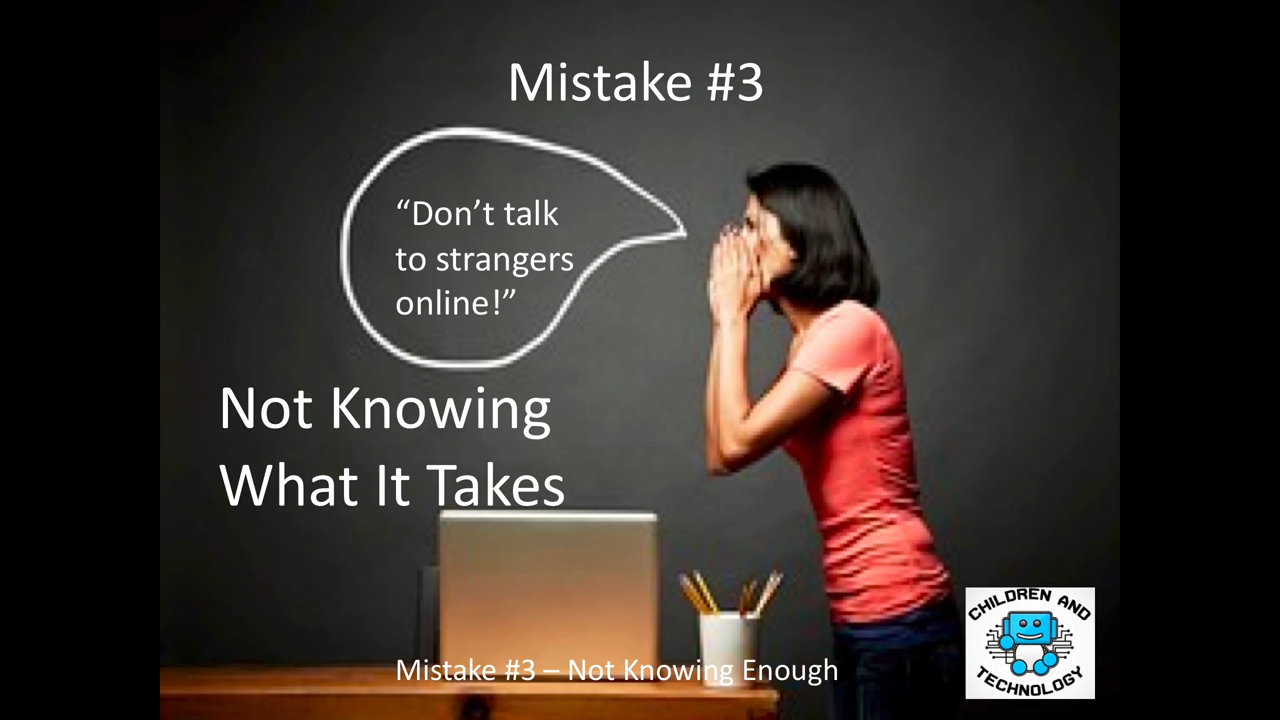 Mistake #3
“Don’t talk
to strangers
online!”
Not Knowing
What It Takes
CHILDREN AND
TECHNOLOGY
Mistake #3 – Not Knowing Enough